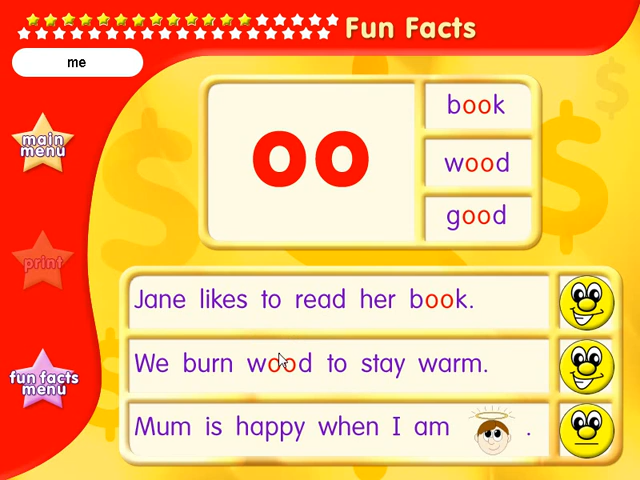 Fun Facts
me
main
menu
print
fun facts
menu
oo
book
wood
good
Jane likes to read her book.
We burn wood to stay warm.
Mum is happy when I am .